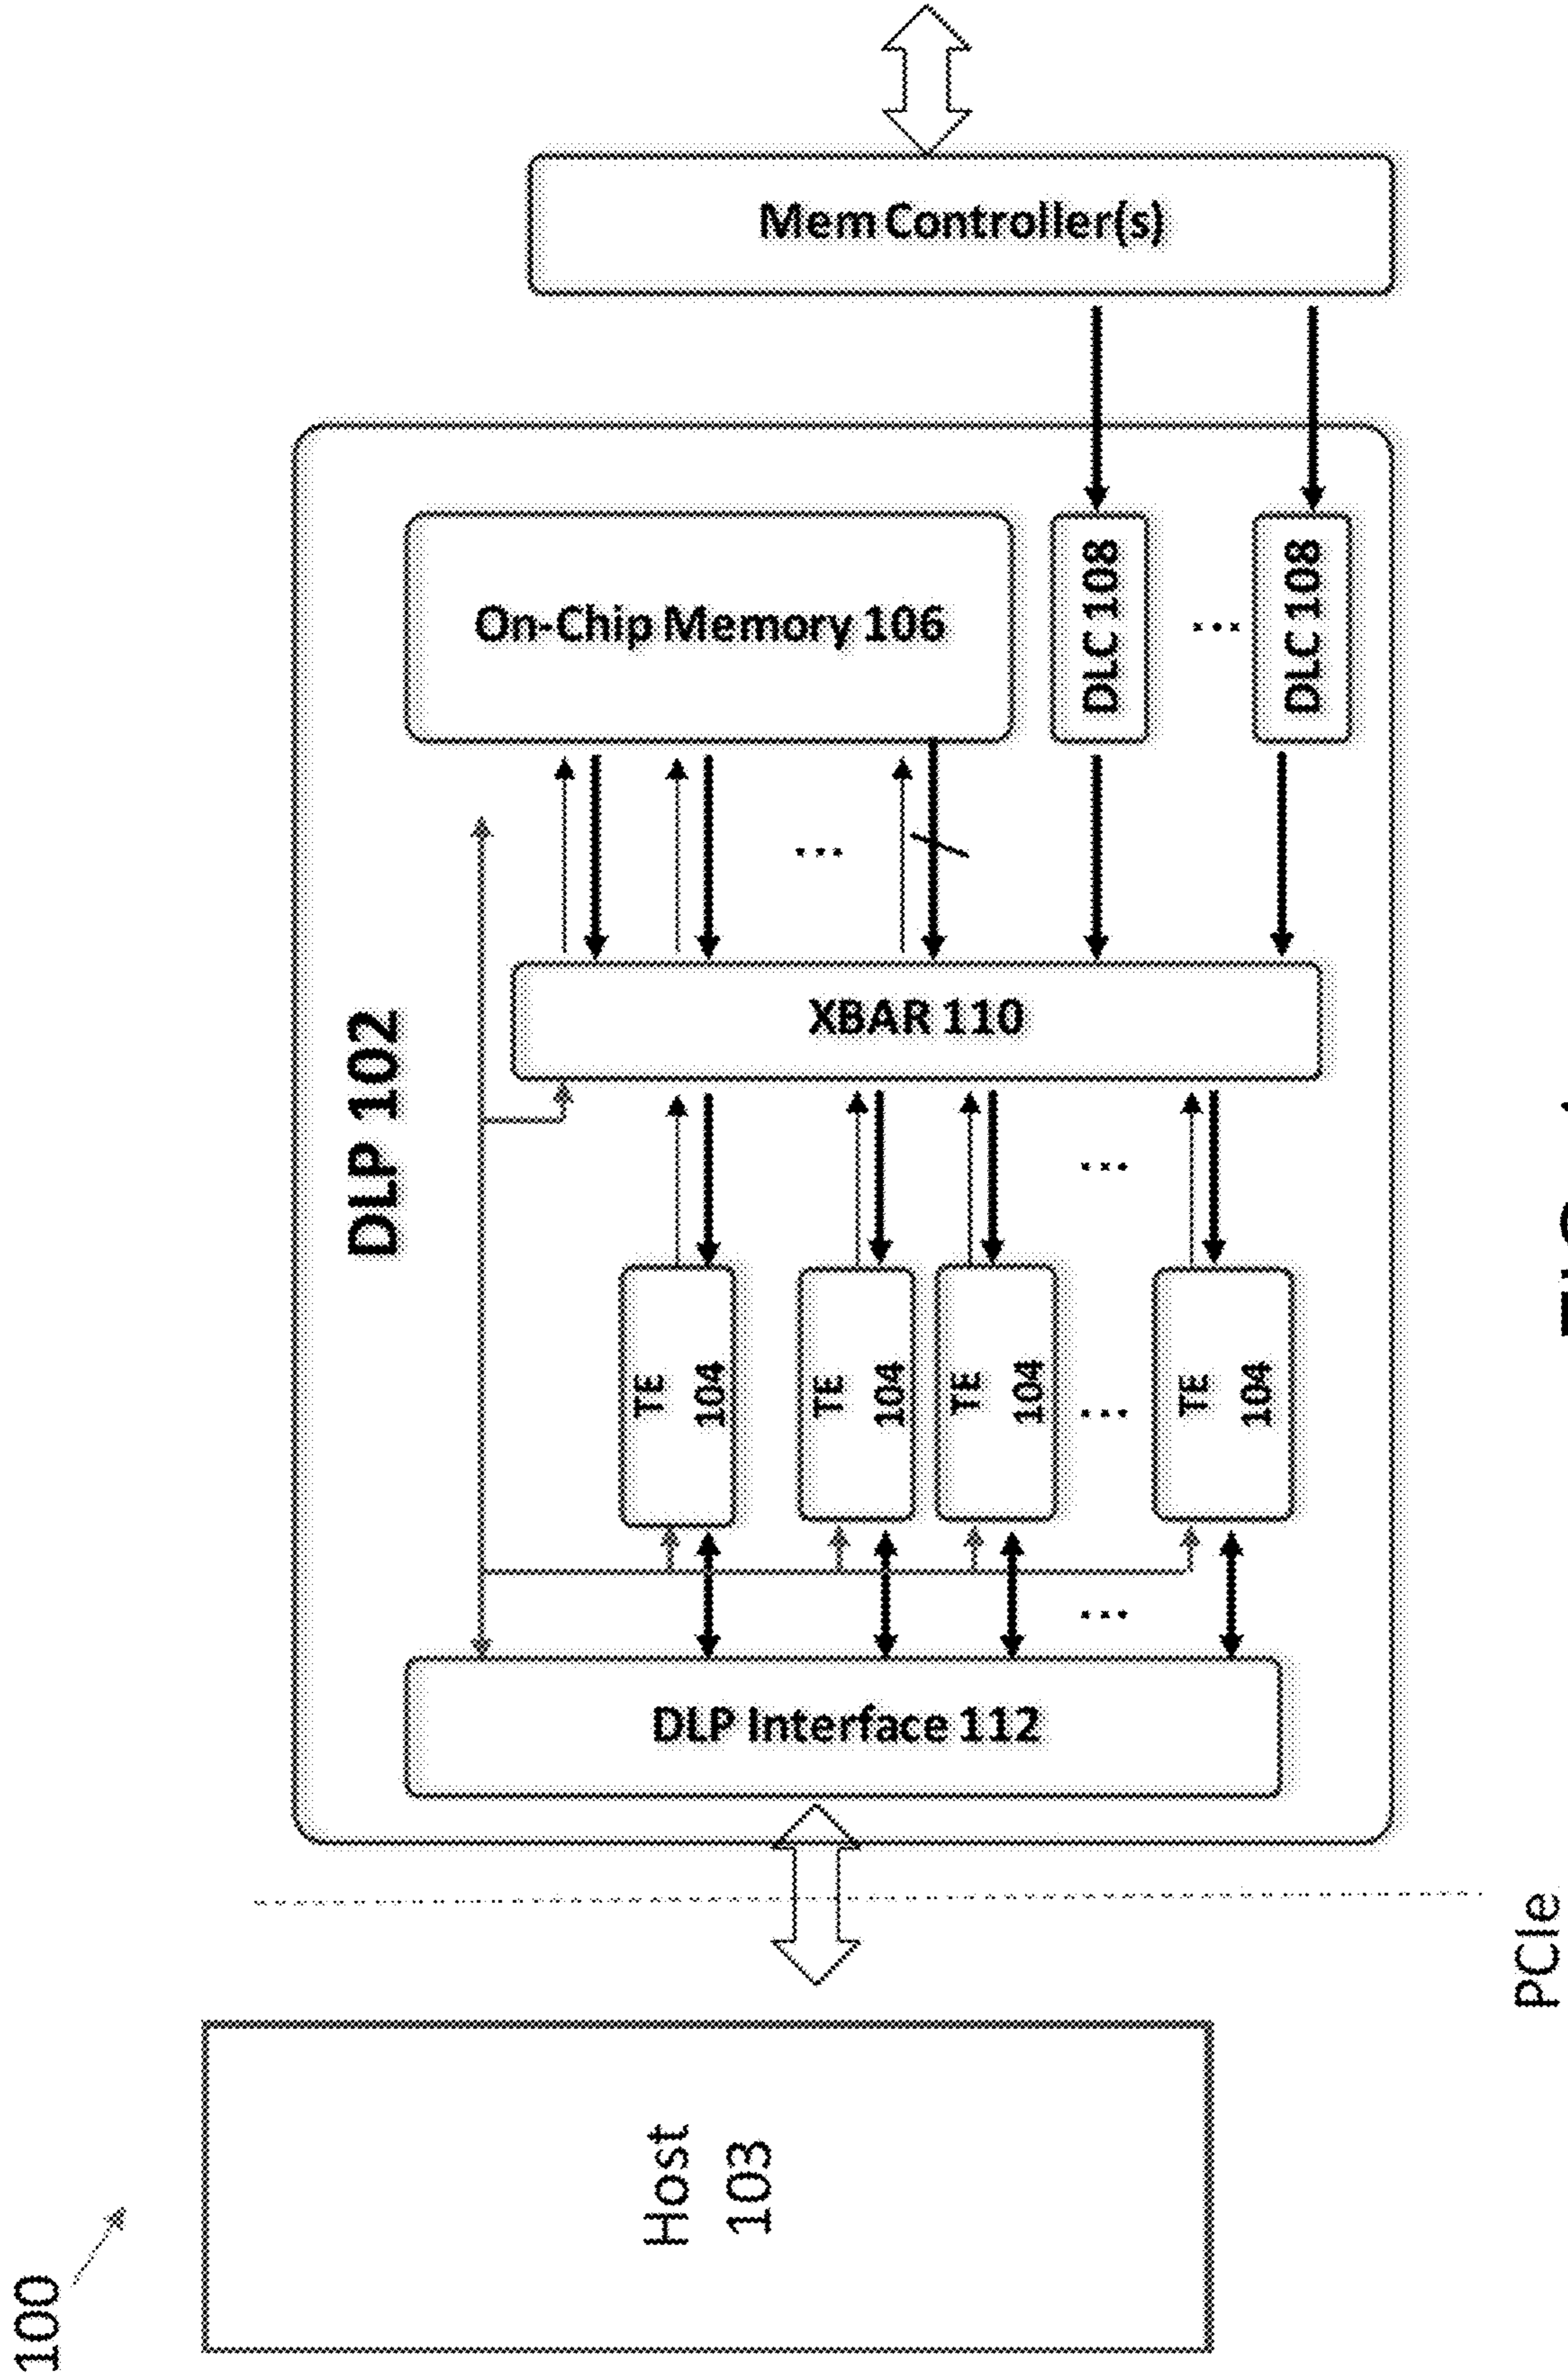 100
Host
103
PCIe
DLP 102
DLP Interface 112
TE
104
TE
104
TE
104
...
TE
104
...
...
XBAR 110
...
On-Chip Memory 106
DLC 108
...
DLC 108
Mem Controller(s)